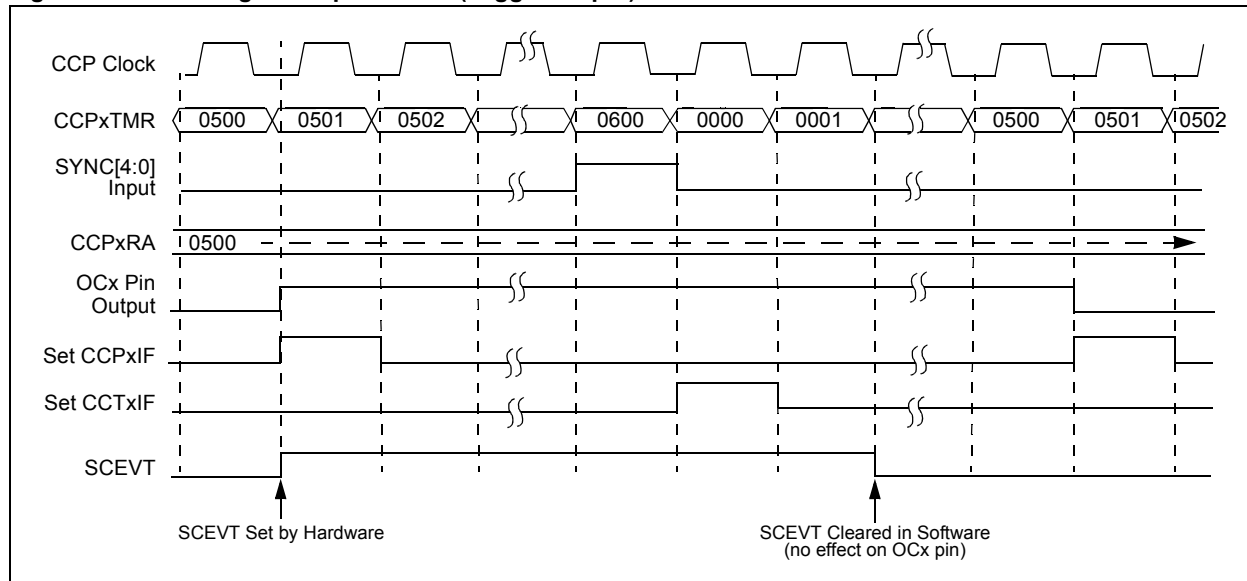 CCP Clock
CCPxTMR
0500 0501 0502 0600 0000 0001 0500 0501 0502
SYNC[4:0]
Input
CCPxRA
0500
OCx Pin
Output
Set CCPxIF
Set CCTxIF
SCEVT
SCEVT Set by Hardware
SCEVT Cleared in Software
(no effect on OCx pin)